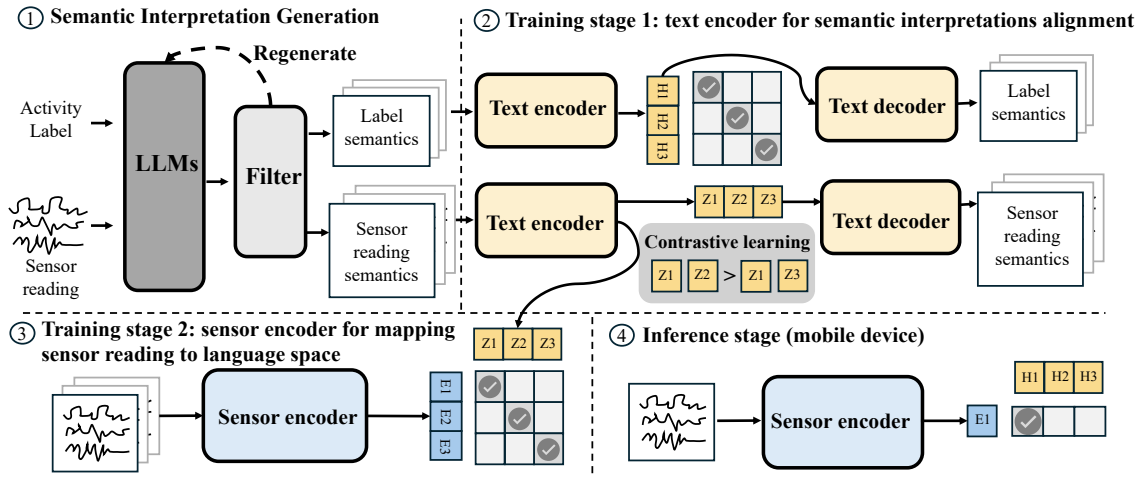 1 Semantic Interpretation Generation
Regenerate
Activity
Label
LLMs
Filter
Label
semantics
Sensor
reading
Sensor
reading
semantics
2 Training stage 1: text encoder for semantic interpretations alignment
Text encoder
H1
H2
H3
Text decoder
Label
semantics
Text encoder
Z1 Z2 Z3
Text decoder
Sensor
reading
semantics
Contrastive learning
Z1 Z2 > Z1 Z3
3 Training stage 2: sensor encoder for mapping
sensor reading to language space
Z1 Z2 Z3
Sensor encoder
E1
E2
E3
4 Inference stage (mobile device)
Sensor encoder
E1
H1 H2 H3